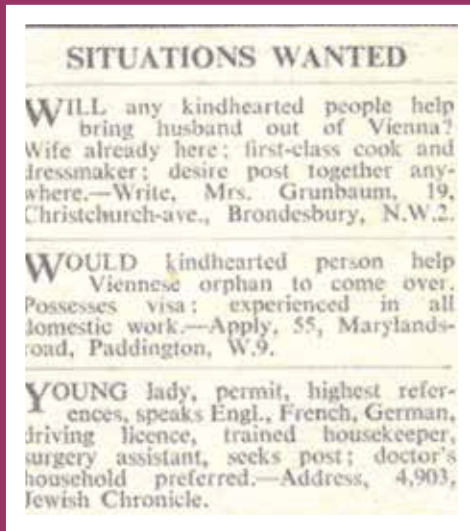 SITUATIONS WANTED
WILL any kindhearted people help
bring husband out of Vienna?
Wife already here; first-class cook and
dressmaker; desire post together any-
where.—Write, Mrs. Grunbaum, 19,
Christchurch-ave., Brondesbury, N.W.2.
WOULD kindhearted person help
Viennese orphan to come over.
Possesses visa; experienced in all
domestic work.—Apply, 55, Marylands-
road, Paddington, W.9.
YOUNG lady, permit, highest refer-
ences, speaks Engl., French, German,
driving licence, trained housekeeper,
surgery assistant, seeks post; doctor's
household preferred.—Address, 4,903,
Jewish Chronicle.